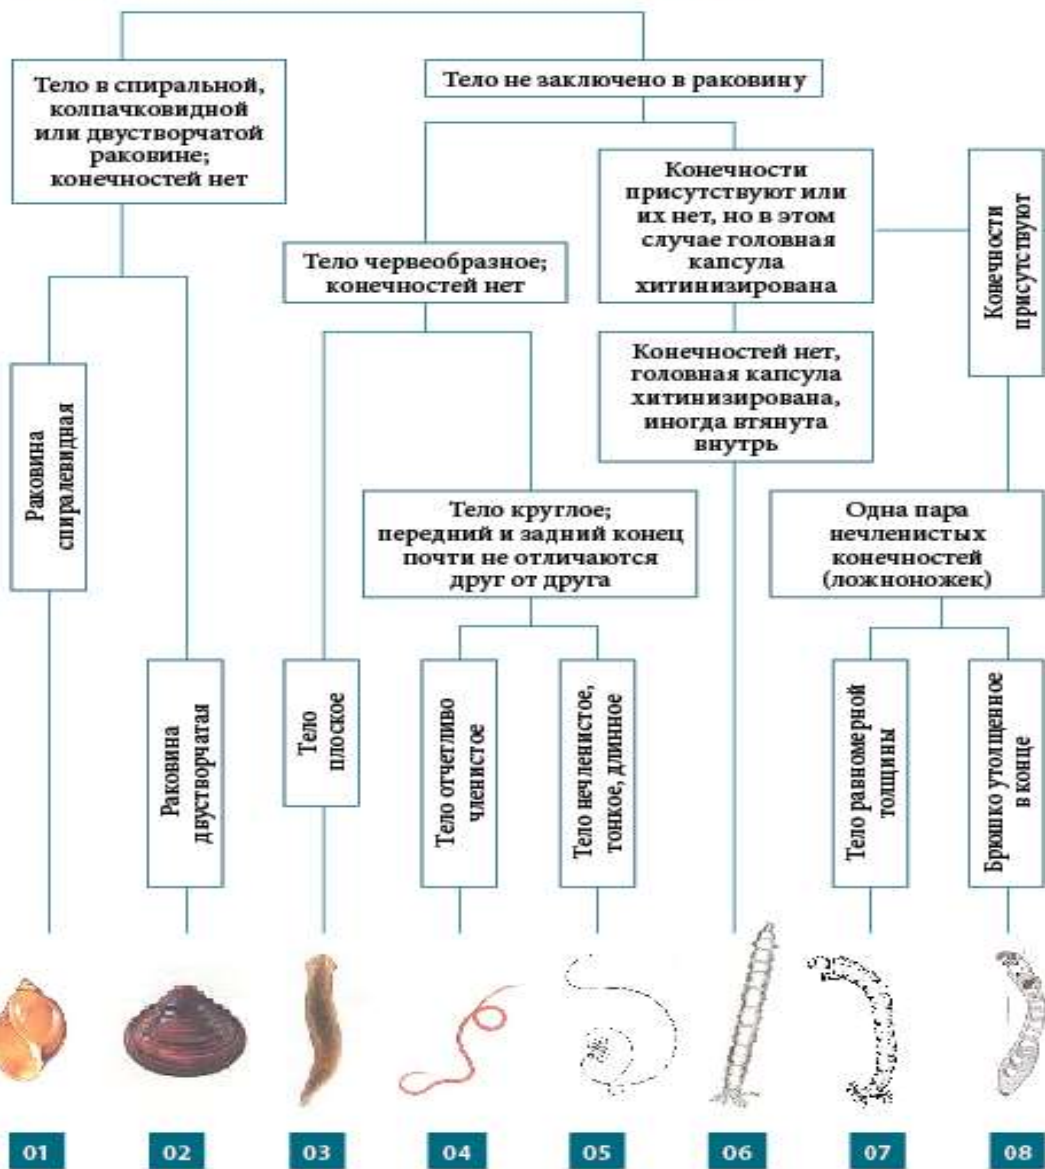 Тело в спиральной,
колпачковидной
или двустворчатой
раковине;
конечностей нет
Тело не заключено в раковину
Конечности
присутствуют или
их нет, но в этом
случае головная
капсула
хитинизирована
Конечности
присутствуют
Тело червеобразное;
конечностей нет
Конечностей нет,
головная капсула
хитинизирована,
иногда втянута
внутрь
Раковина
спиралевидная
Тело круглое;
передний и задний конец
почти не отличаются
друг от друга
Одна пара
нечленистых
конечностей
(ложноножек)
Раковина
двустворчатая
Тело
плоское
Тело отчетливо
членистое
Тело нечленистое,
тонкое, длинное
Тело равномерной
толщины
Брюшко утолщенное
в конце
01
02
03
04
05
06
07
08